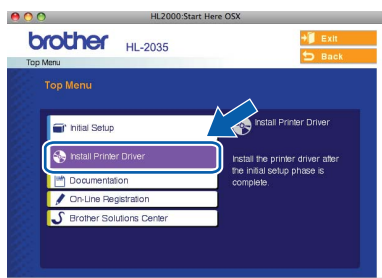 HL2000:Start Here OSX
brother HL-2035
Exit
Back
Top Menu
Top Menu
Initial Setup
Install Printer Driver
Documentation
On-Line Registration
Brother Solutions Center
Install Printer Driver
Install the printer driver after
the initial setup phase is
complete.